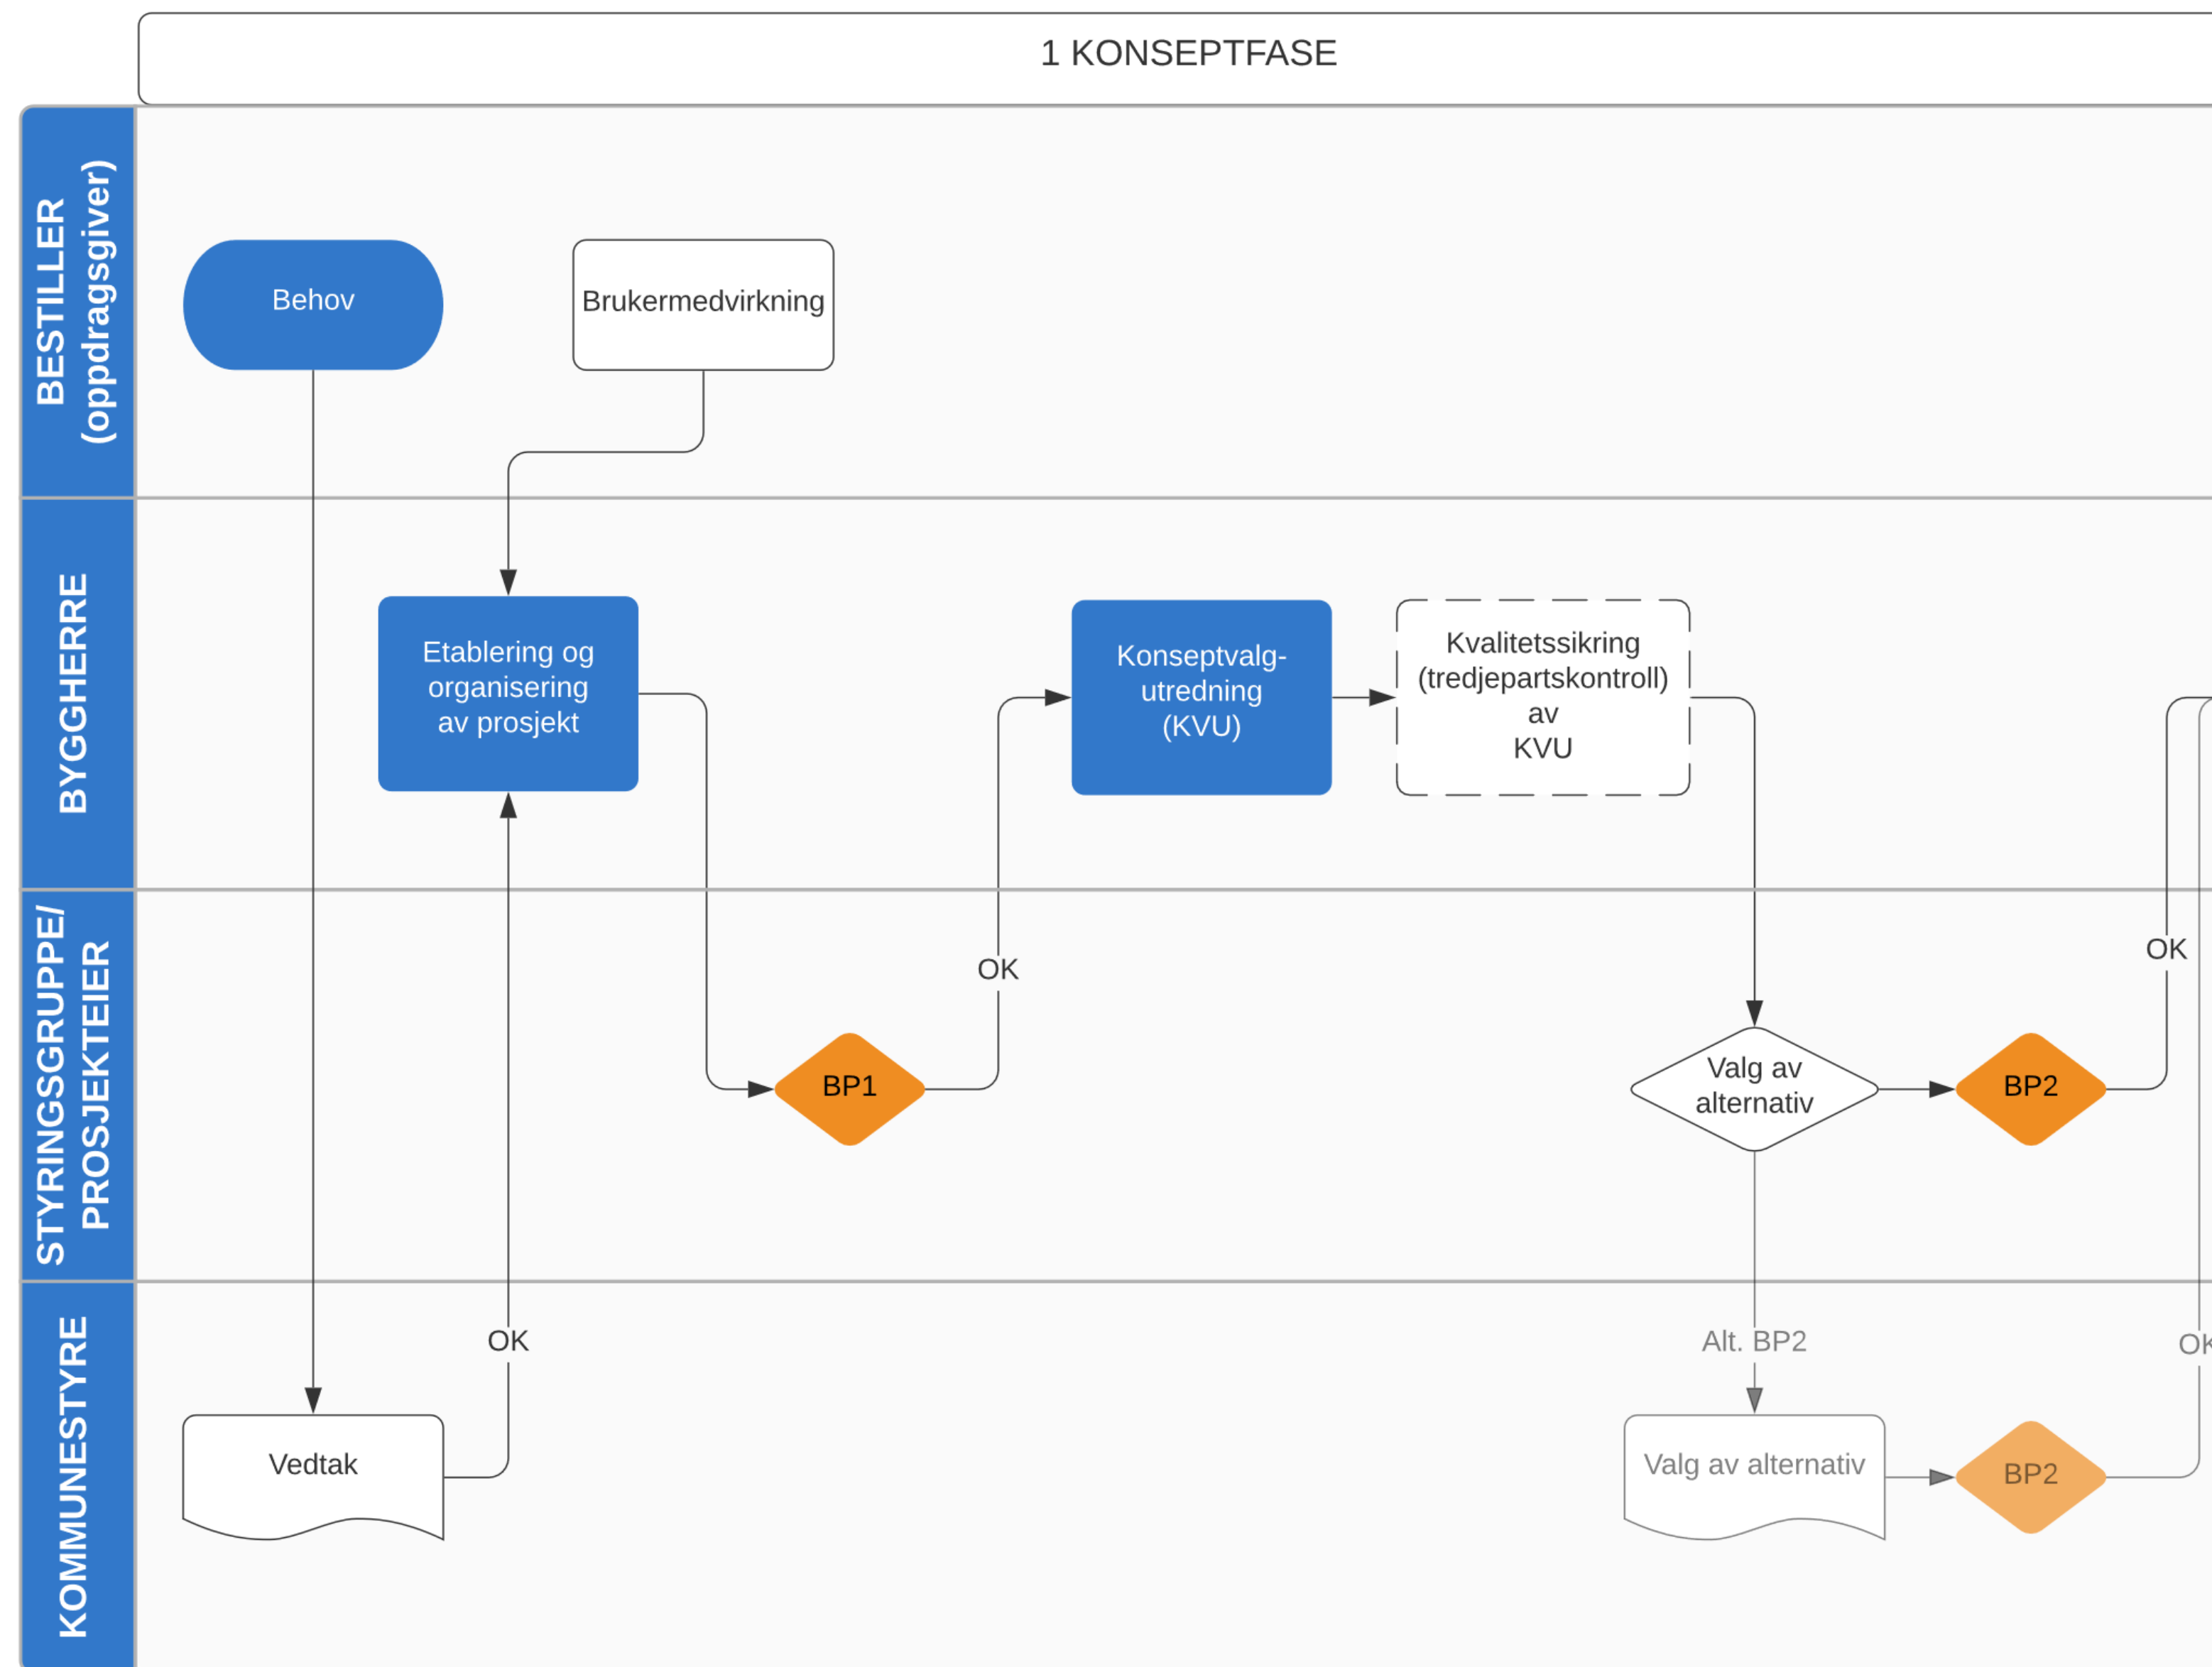 1 KONSEPTFASE
BESTILLER
(oppdragsgiver)
Behov
Brukermedvirkning
BYGGHERRE
Etablering og
organisering
av prosjekt
Konseptvalg-
utredning
(KVU)
Kvalitetssikring
(tredjepartskontroll)
av
KVU
STYRINGSGRUPPE/
PROSJEKTEIER
OK
OK
BP1
Valg av
alternativ
BP2
KOMMUNESTYRE
OK
Alt. BP2
OK
Vedtak
Valg av alternativ
BP2